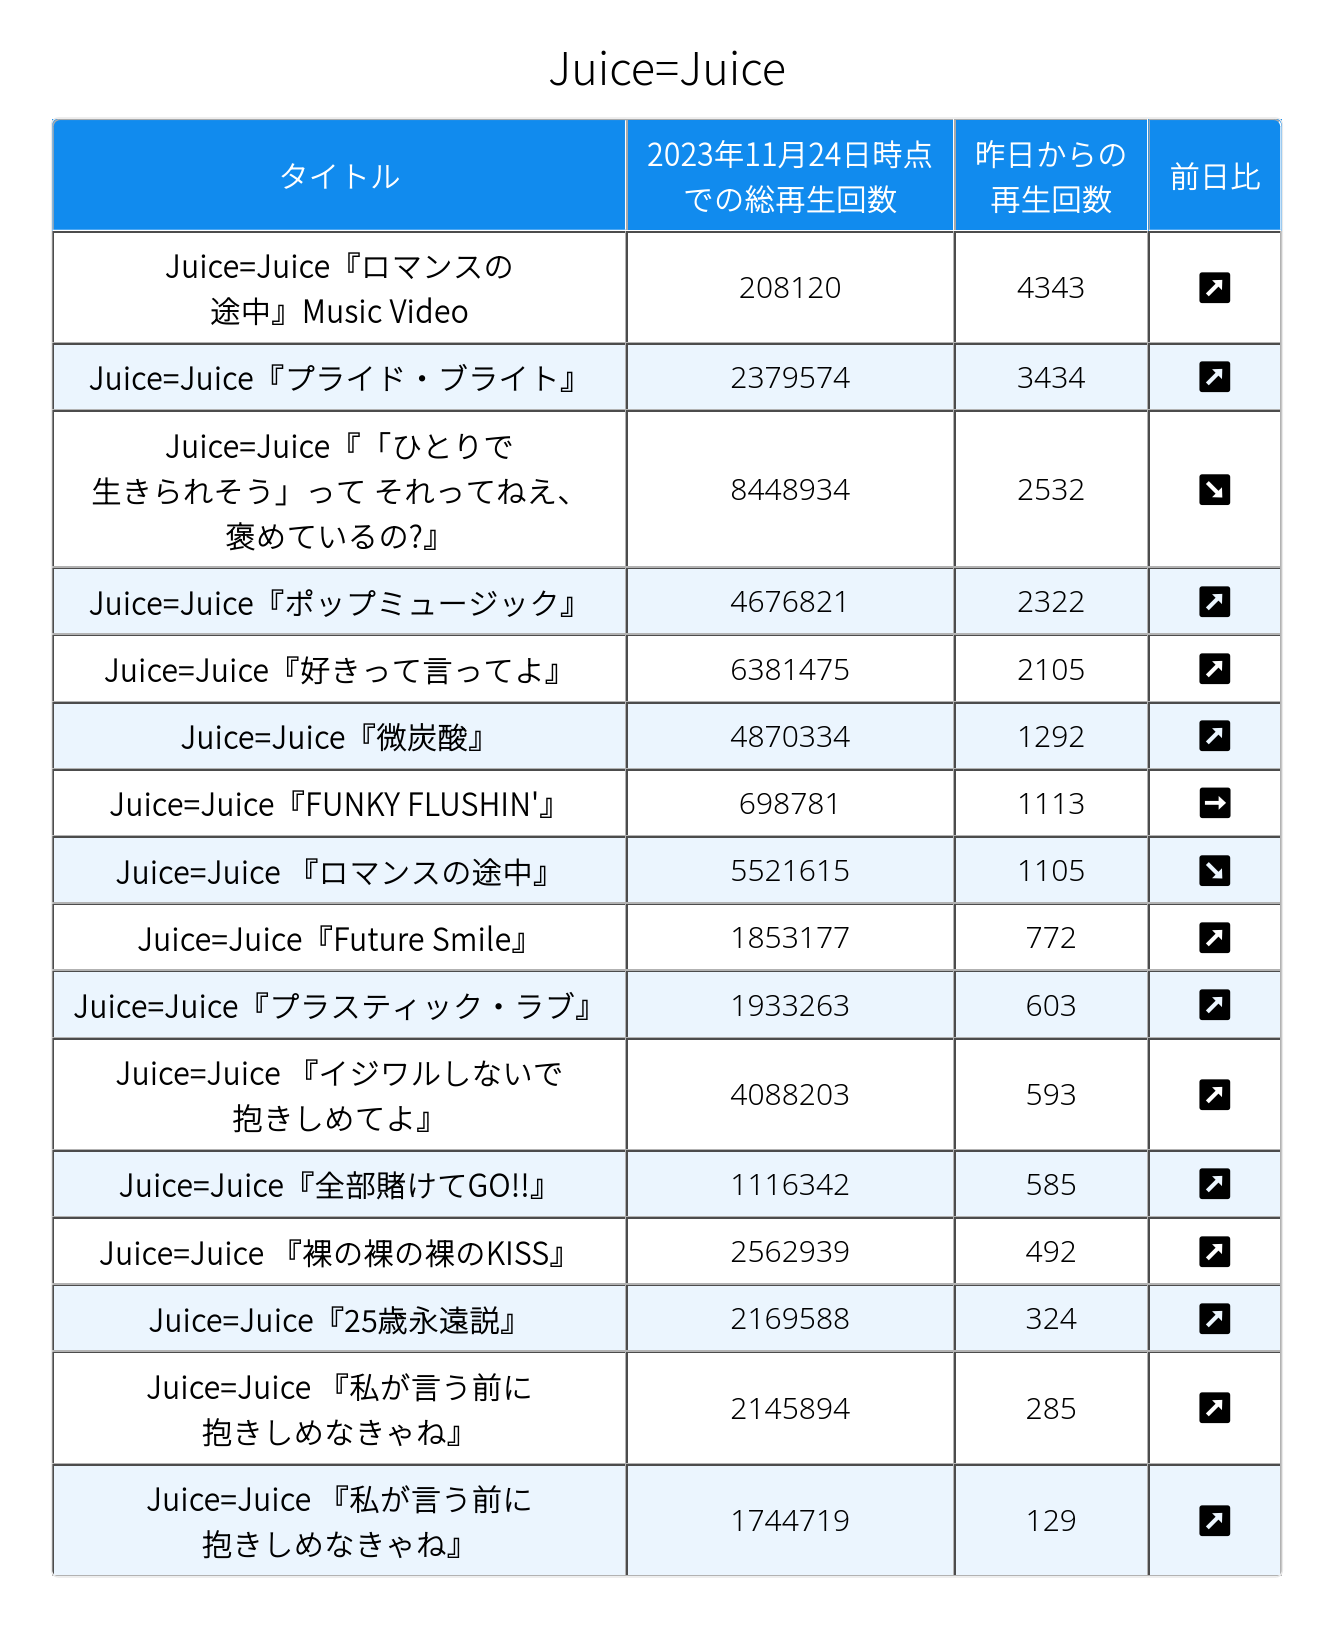 Juice=Juice
タイトル
2023年11月24日時点
での総再生回数
昨日からの
再生回数
前日比
Juice=Juice『ロマンスの
途中』Music Video
208120
4343
Juice=Juice『プライド・ブライト』
2379574
3434
Juice=Juice『「ひとりで
生きられそう」って それってねえ、
褒めているの?』
8448934
2532
Juice=Juice『ポップミュージック』
4676821
2322
Juice=Juice『好きって言ってよ』
6381475
2105
Juice=Juice『微炭酸』
4870334
1292
Juice=Juice『FUNKY FLUSHIN'』
698781
1113
Juice=Juice 『ロマンスの途中』
5521615
1105
Juice=Juice『Future Smile』
1853177
772
Juice=Juice『プラスティック・ラブ』
1933263
603
Juice=Juice 『イジワルしないで
抱きしめてよ』
4088203
593
Juice=Juice『全部賭けてGO!!』
1116342
585
Juice=Juice 『裸の裸の裸のKISS』
2562939
492
Juice=Juice『25歳永遠説』
2169588
324
Juice=Juice 『私が言う前に
抱きしめなきゃね』
2145894
285
Juice=Juice 『私が言う前に
抱きしめなきゃね』
1744719
129